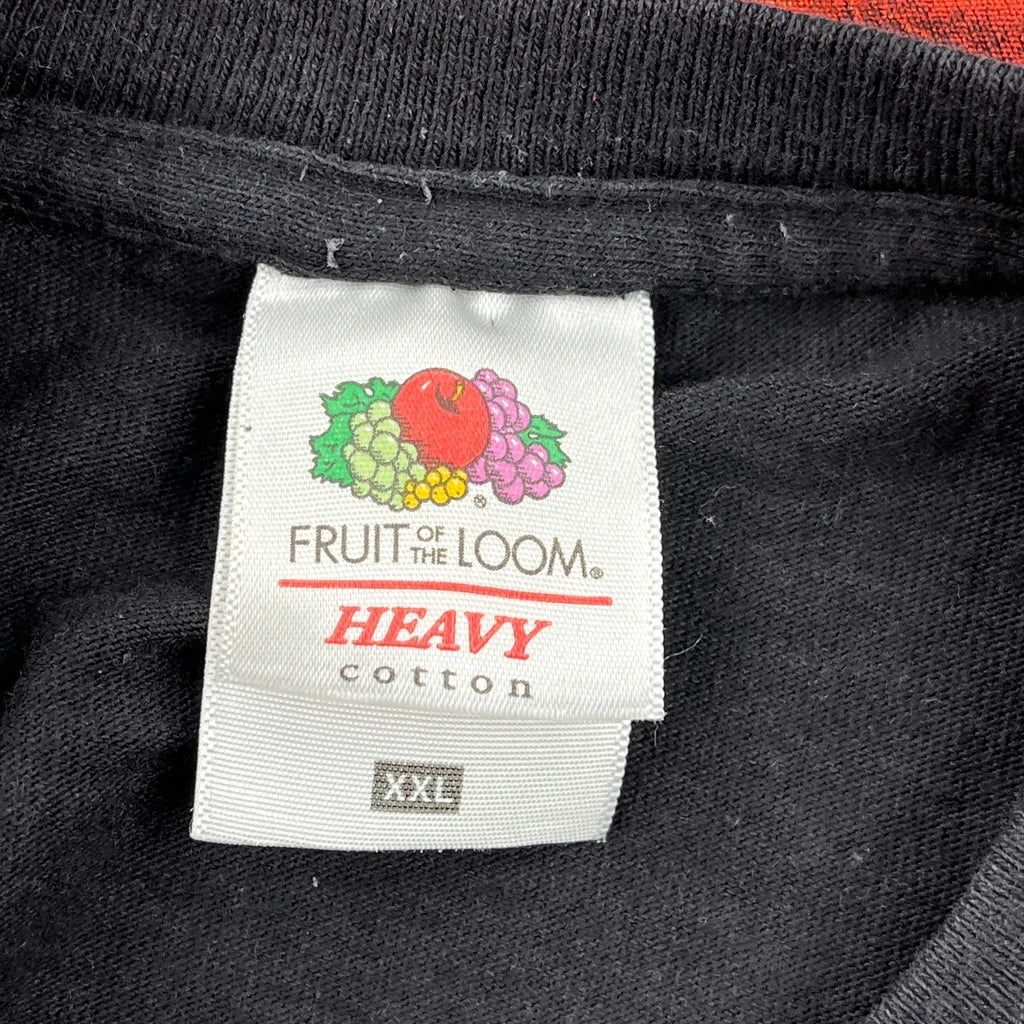 ®
FRUIT OF THE LOOM®
HEAVY
cotton
XXL